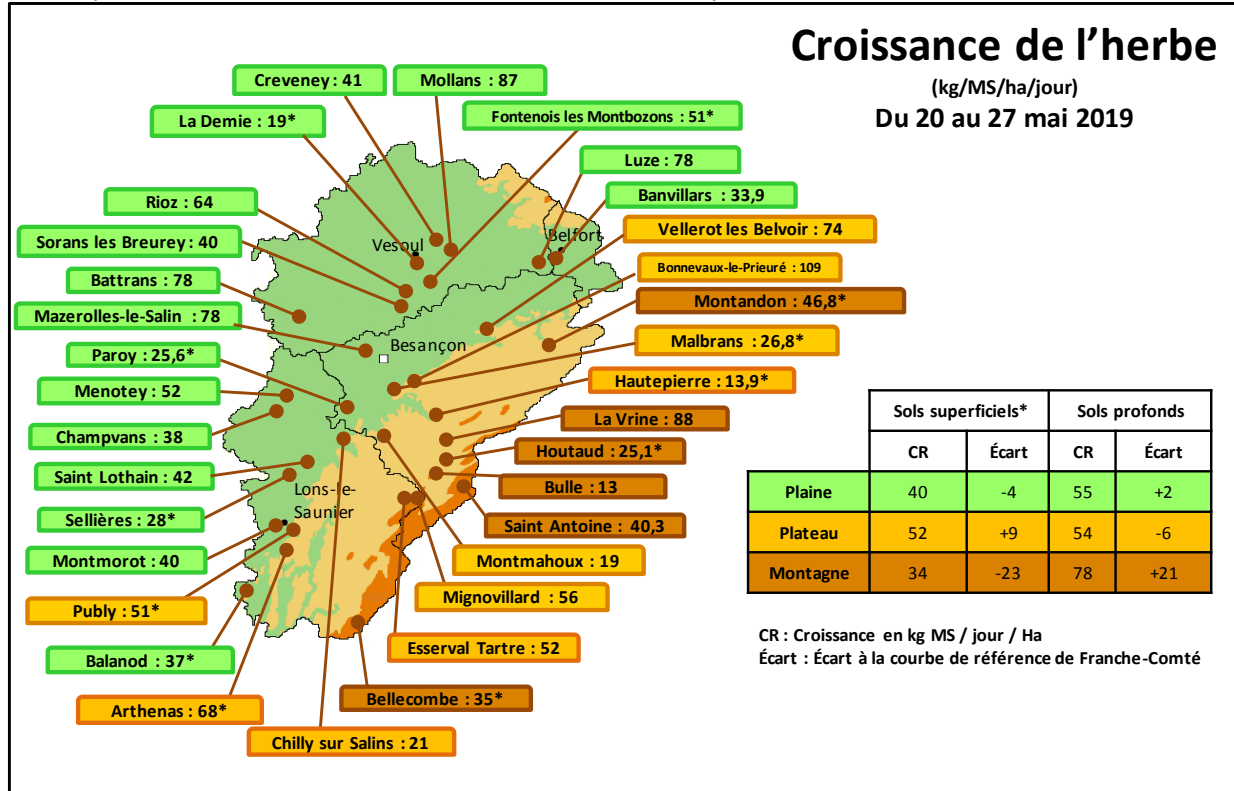 Croissance de l'herbe
(kg/MS/ha/jour)
Du 20 au 27 mai 2019
Creveney : 41
Mollans : 87
La Demie : 19*
Fontenois les Montbozons : 51*
Luze : 78
Rioz : 64
Banvillars : 33,9
Sorans les Breurey : 40
Vesoul
Belfort
Vellerot les Belvoir : 74
Battrans : 78
Bonnevaux-le-Prieuré : 109
Montandon : 46,8*
Mazerolles-le-Salin : 78
Besançon
Malbrans : 26,8*
Paroy : 25,6*
Hautepierre : 13,9*
Menotey : 52
La Vrine : 88
Champvans : 38
Houtaud : 25,1*
Saint Lothain : 42
Bulle : 13
Lons-le-
Saunier
Sellières : 28*
Saint Antoine : 40,3
Montmorot : 40
Montmahoux : 19
Publy : 51*
Mignovillard : 56
Balanod : 37*
Esserval Tartre : 52
Arthenas : 68*
Bellecombe : 35*
Chilly sur Salins : 21
Sols superficiels* Sols profonds
CR Écart CR Écart
Plaine 40 -4 55 +2
Plateau 52 +9 54 -6
Montagne 34 -23 78 +21
CR : Croissance en kg MS / jour / Ha
Écart : Écart à la courbe de référence de Franche-Comté